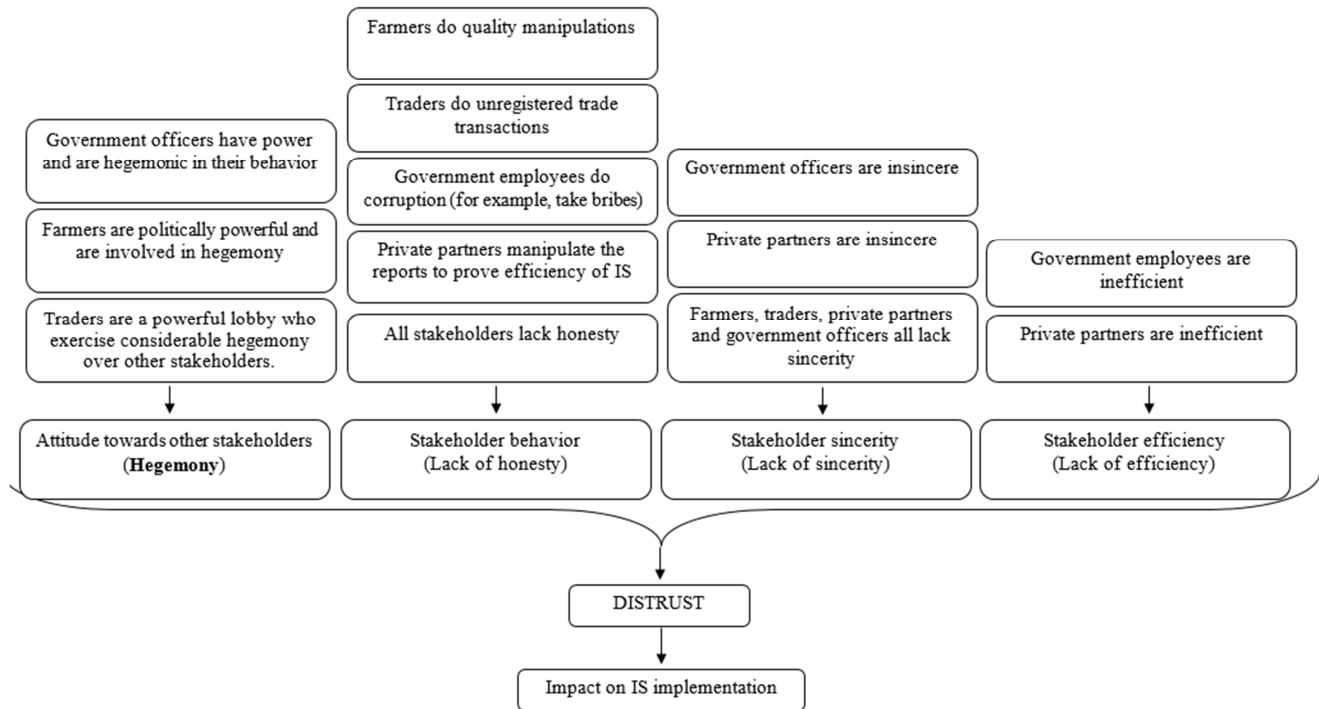 Government officers have power
and are hegemonic in their behavior
Farmers are politically powerful and
are involved in hegemony
Traders are a powerful lobby who
exercise considerable hegemony
over other stakeholders.
Attitude towards other stakeholders
(Hegemony)
Farmers do quality manipulations
Traders do unregistered trade
transactions
Government employees do
corruption (for example, take bribes)
Private partners manipulate the
reports to prove efficiency of IS
All stakeholders lack honesty
Stakeholder behavior
(Lack of honesty)
Government officers are insincere
Private partners are insincere
Farmers, traders, private partners
and government officers all lack
sincerity
Stakeholder sincerity
(Lack of sincerity)
Government employees are
inefficient
Private partners are inefficient
Stakeholder efficiency
(Lack of efficiency)
DISTRUST
Impact on IS implementation